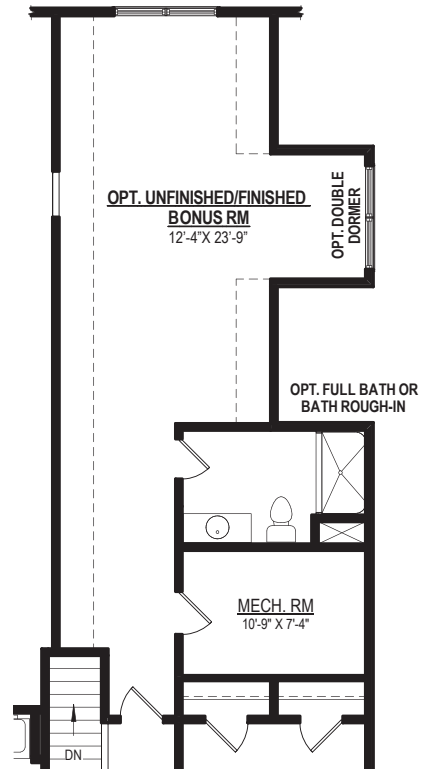 OPT. UNFINISHED/FINISHED
BONUS RM
12'-4"X 23'-9"
OPT. DOUBLE
DORMER
OPT. FULL BATH OR
BATH ROUGH-IN
MECH. RM
10'-9" X 7'-4"
DN